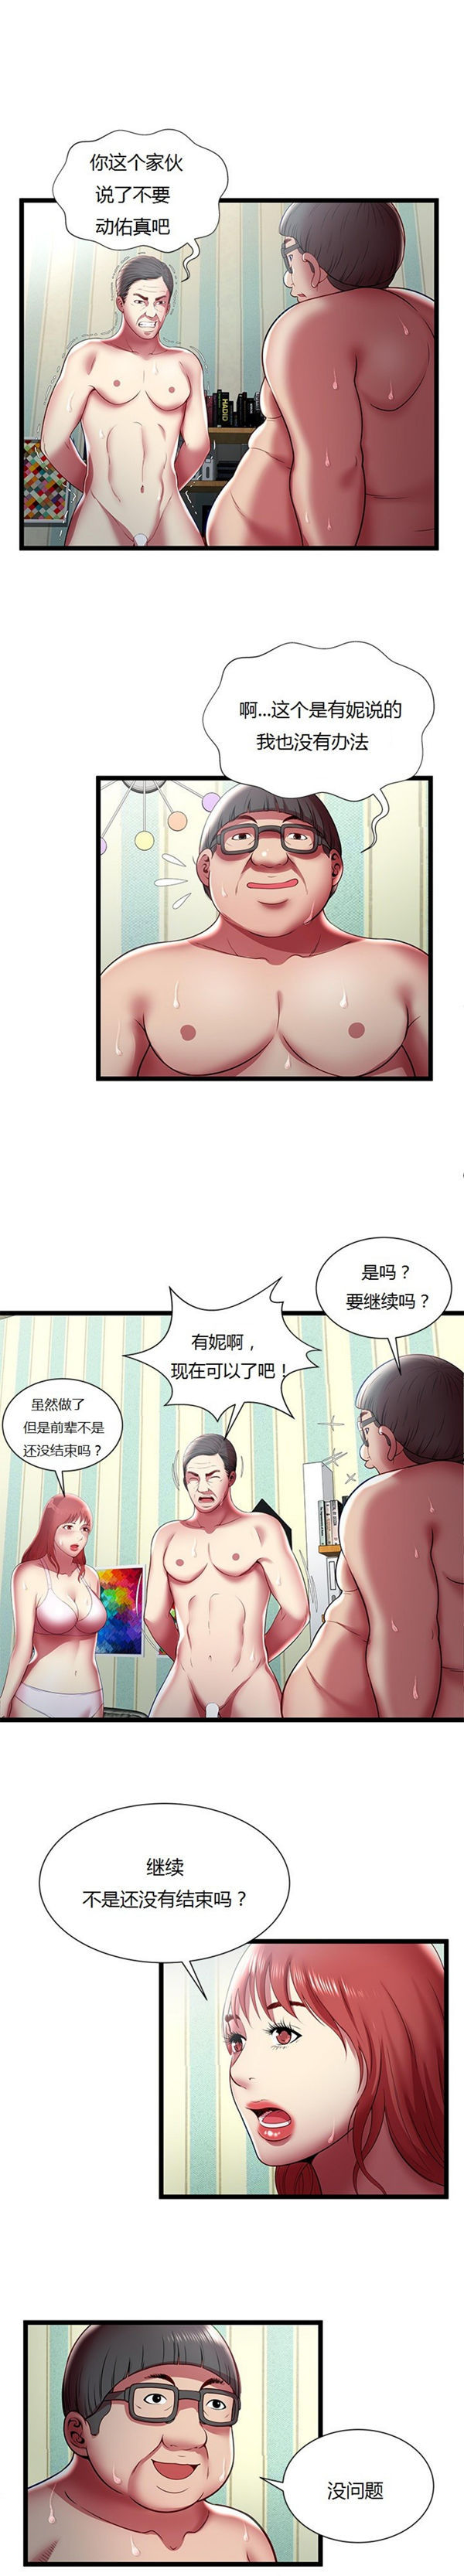 你这个家伙
说了不要
动佑真吧
HADIO
啊...这个是有妮说的
我也没有办法
是吗？
要继续吗？
有妮啊，
现在可以了吧！
虽然做了
但是前辈不是
还没结束吗？
继续
不是还没有结束吗？
没问题